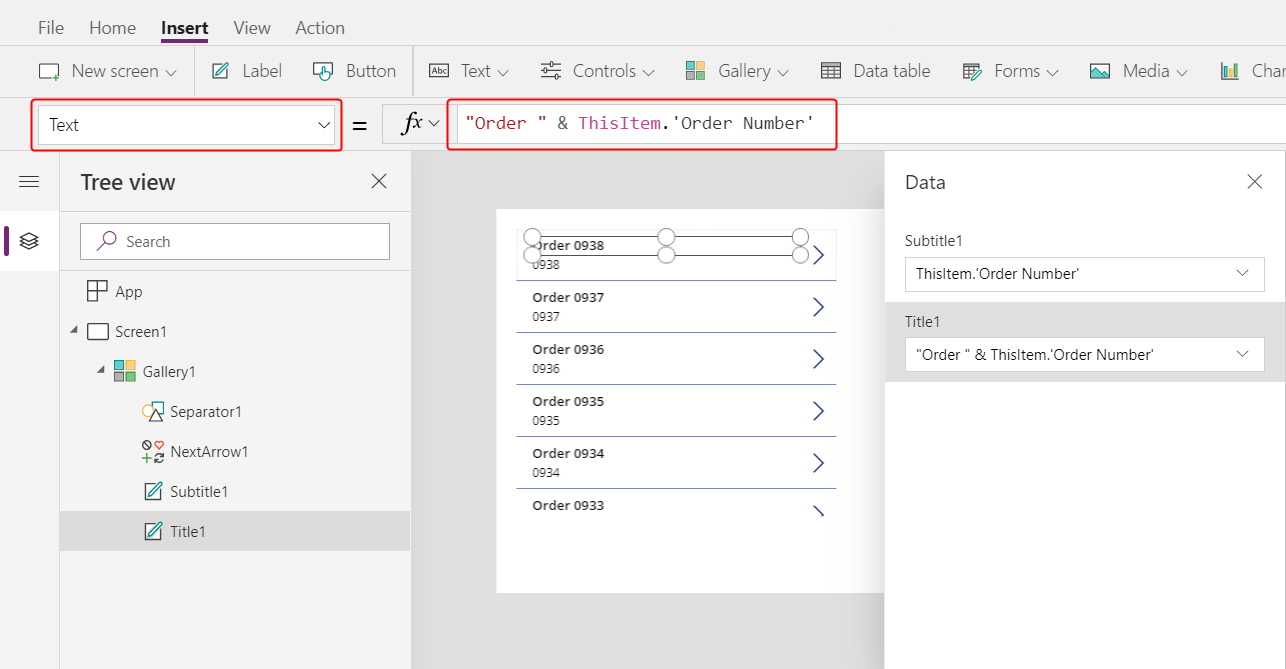 File Home Insert View Action
New screen Label Button Abc Text Controls Gallery Data table Forms Media Char
Text = fx "Order " & ThisItem.'Order Number'
Tree view
Search
App
Screen1
Gallery1
Separator1
NextArrow1
Subtitle1
Title1
Order 0938
0938
Order 0937
0937
Order 0936
0936
Order 0935
0935
Order 0934
0934
Order 0933
Data
Subtitle1
ThisItem.'Order Number'
Title1
"Order " & ThisItem.'Order Number'